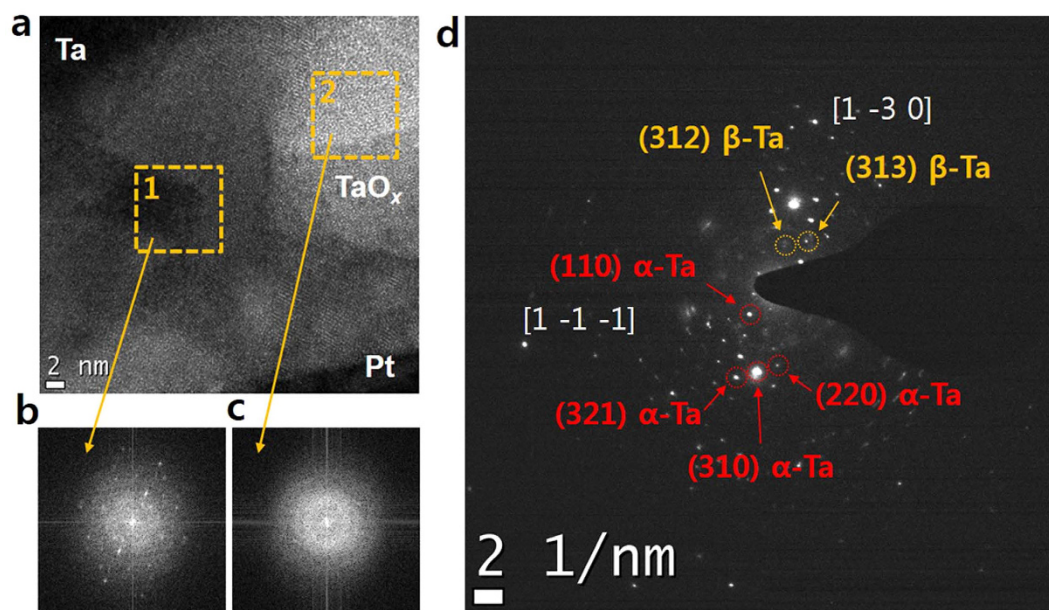 a
Ta
2
1
TaOx
2 nm
Pt
b
c
d
[1 -3 0]
(312) β-Ta
(313) β-Ta
(110) α-Ta
[1 -1 -1]
(220) α-Ta
(321) α-Ta
(310) α-Ta
2 1/nm